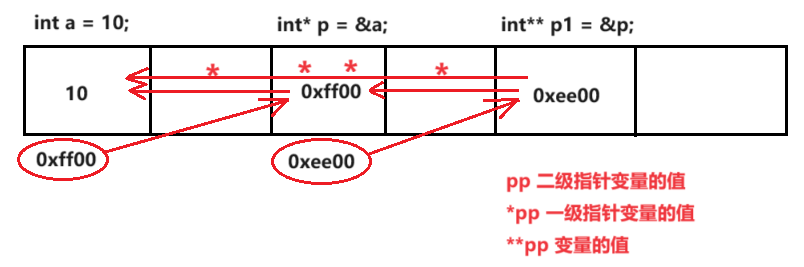 int a = 10; int* p = &a; int** p1 = &p;
* * * *
10 0xff00 0xee00
0xff00 0xee00
pp 二级指针变量的值
*pp 一级指针变量的值
**pp 变量的值